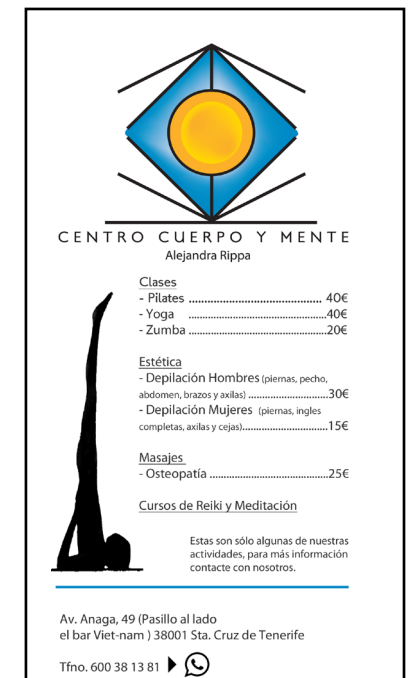 CENTRO CUERPO Y MENTE
Alejandra Rippa
Clases
- Pilates ............................................ 40€
- Yoga ..............................................40€
- Zumba ..............................................20€
Estética
- Depilación Hombres (piernas, pecho,
abdomen, brazos y axilas) ...........................30€
- Depilación Mujeres (piernas, ingles
completas, axilas y cejas)............................15€
Masajes
- Osteopatía ........................................25€
Cursos de Reiki y Meditación
Estas son sólo algunas de nuestras
actividades, para más información
contacte con nosotros.
Av. Anaga, 49 (Pasillo al lado
el bar Viet-nam ) 38001 Sta. Cruz de Tenerife
Tfno. 600 38 13 81